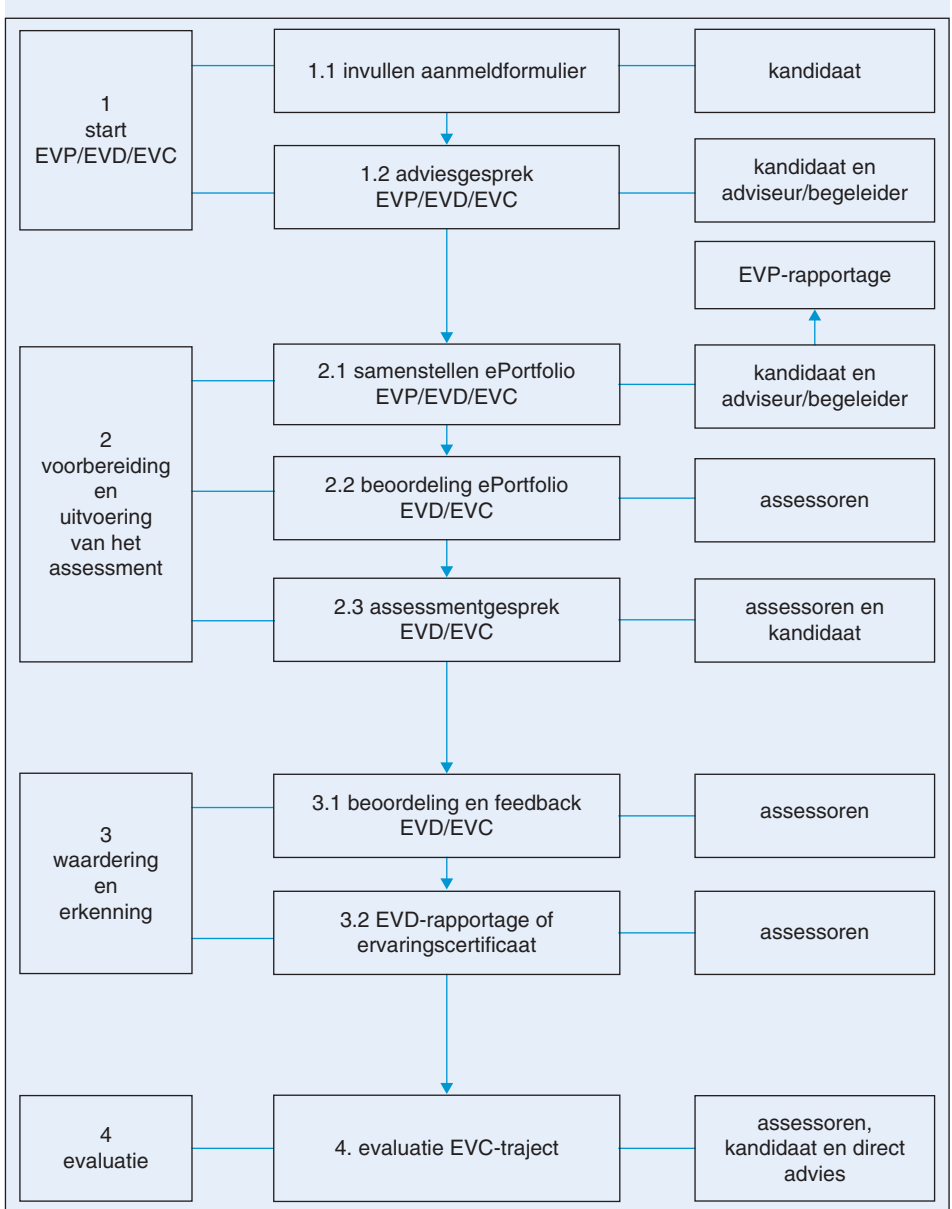 1
start
EVP/EVD/EVC
1.1 invullen aanmeldformulier
kandidaat
1.2 adviesgesprek
EVP/EVD/EVC
kandidaat en
adviseur/begeleider
EVP-rapportage
2
voorbereiding
en
uitvoering
van het
assessment
2.1 samenstellen ePortfolio
EVP/EVD/EVC
kandidaat en
adviseur/begeleider
2.2 beoordeling ePortfolio
EVD/EVC
assessoren
2.3 assessmentgesprek
EVD/EVC
assessoren en
kandidaat
3
waardering
en
erkenning
3.1 beoordeling en feedback
EVD/EVC
assessoren
3.2 EVD-rapportage of
ervaringscertificaat
assessoren
4
evaluatie
4. evaluatie EVC-traject
assessoren,
kandidaat en direct
advies